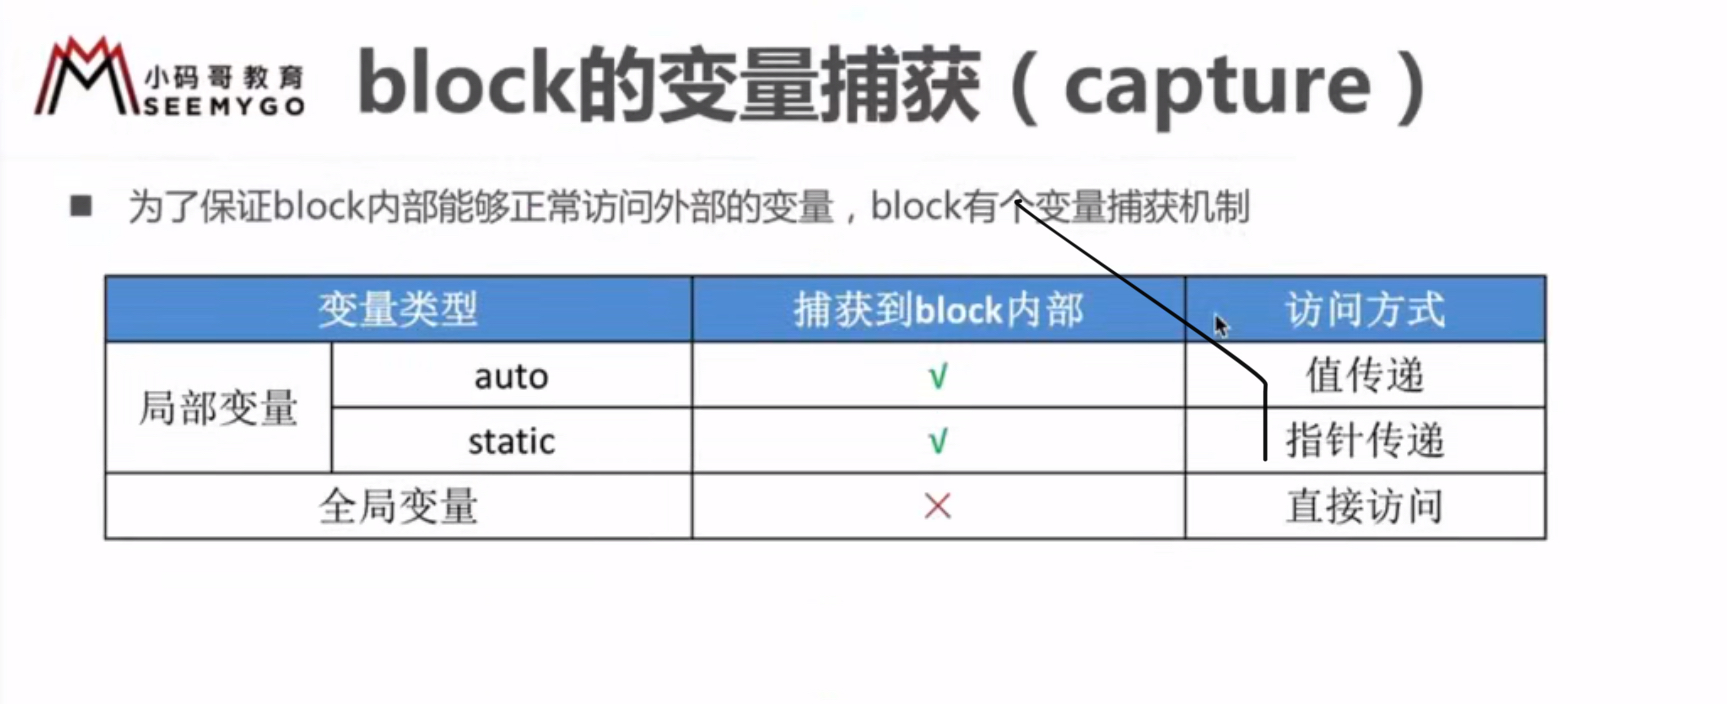 小码哥教育
SEEMYGO
block的变量捕获（capture）
■ 为了保证block内部能够正常访问外部的变量，block有个变量捕获机制
变量类型 捕获到block内部 访问方式
局部变量 auto √ 值传递
static √ 指针传递
全局变量 × 直接访问